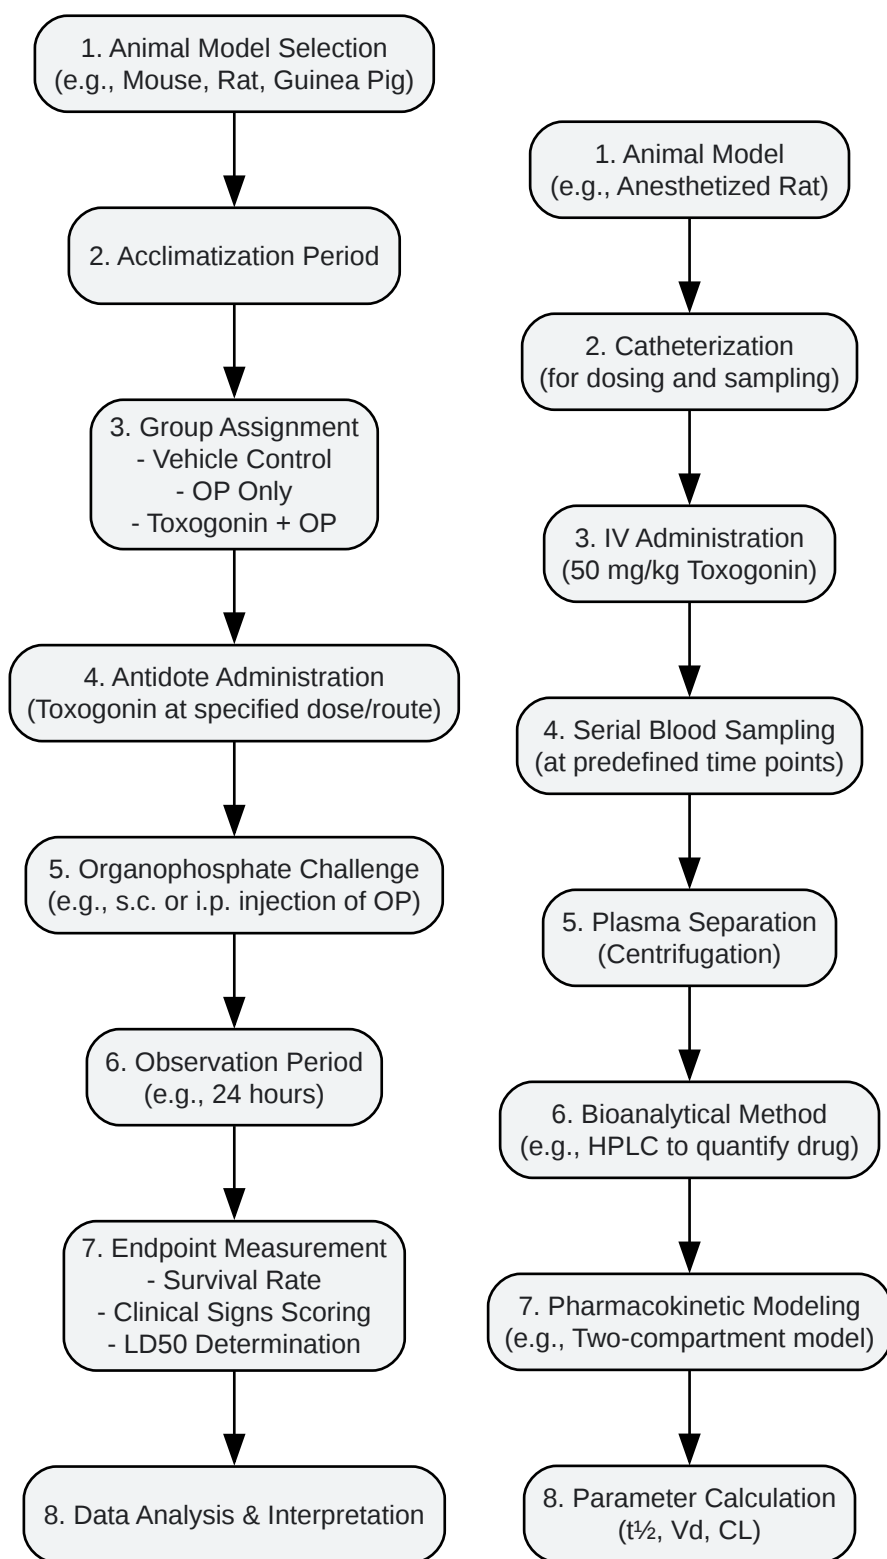 1. Animal Model Selection
(e.g., Mouse, Rat, Guinea Pig)
2. Acclimatization Period
3. Group Assignment
- Vehicle Control
- OP Only
- Toxogonin + OP
4. Antidote Administration
(Toxogonin at specified dose/route)
5. Organophosphate Challenge
(e.g., s.c. or i.p. injection of OP)
6. Observation Period
(e.g., 24 hours)
7. Endpoint Measurement
- Survival Rate
- Clinical Signs Scoring
- LD50 Determination
8. Data Analysis & Interpretation
1. Animal Model
(e.g., Anesthetized Rat)
2. Catheterization
(for dosing and sampling)
3. IV Administration
(50 mg/kg Toxogonin)
4. Serial Blood Sampling
(at predefined time points)
5. Plasma Separation
(Centrifugation)
6. Bioanalytical Method
(e.g., HPLC to quantify drug)
7. Pharmacokinetic Modeling
(e.g., Two-compartment model)
8. Parameter Calculation
(t½, Vd, CL)